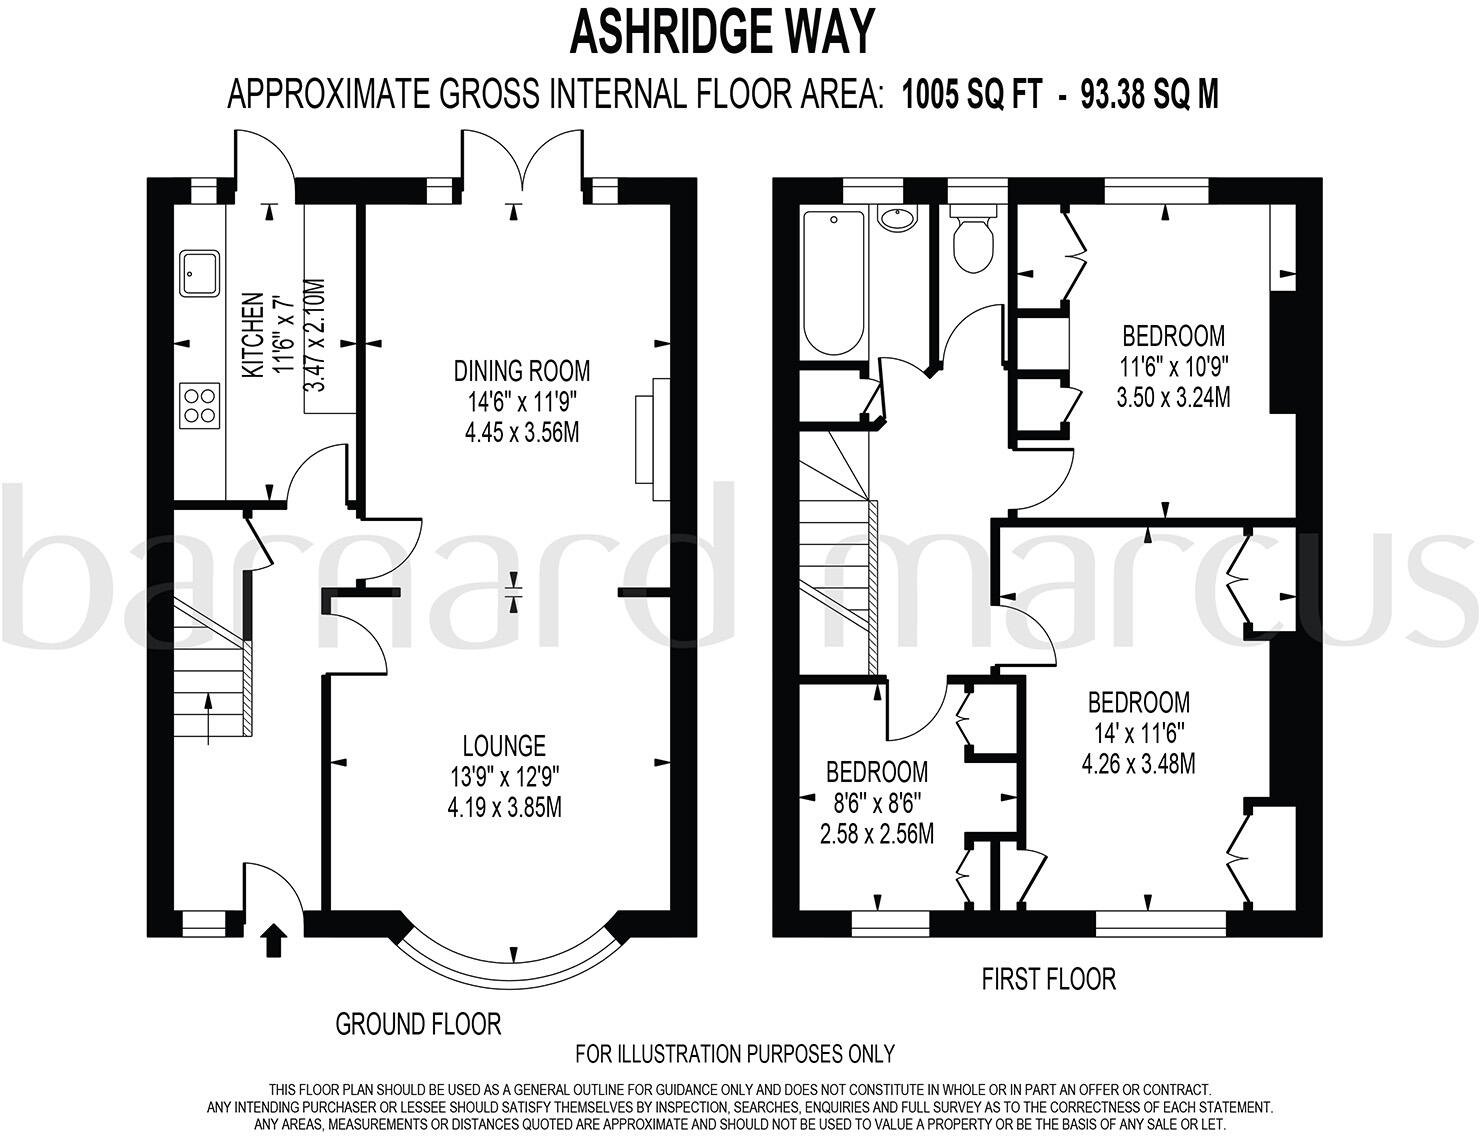 ASHRIDGE WAY
APPROXIMATE GROSS INTERNAL FLOOR AREA: 1005 SQ FT - 93.38 SQ M
KITCHEN
11'6" x 7'
3.47 x 2.10M
DINING ROOM
14'6" x 11'9"
4.45 x 3.56M
LOUNGE
13'9" x 12'9"
4.19 x 3.85M
GROUND FLOOR
BEDROOM
11'6" x 10'9"
3.50 x 3.24M
BEDROOM
14' x 11'6"
4.26 x 3.48M
BEDROOM
8'6" x 8'6"
2.58 x 2.56M
FIRST FLOOR
barnard marcus
FOR ILLUSTRATION PURPOSES ONLY
THIS FLOOR PLAN SHOULD BE USED AS A GENERAL OUTLINE FOR GUIDANCE ONLY AND DOES NOT CONSTITUTE IN WHOLE OR IN PART AN OFFER OR CONTRACT.
ANY INTENDING PURCHASER OR LESSEE SHOULD SATISFY THEMSELVES BY INSPECTION, SEARCHES, ENQUIRIES AND FULL SURVEY AS TO THE CORRECTNESS OF EACH STATEMENT.
ANY AREAS, MEASUREMENTS OR DISTANCES QUOTED ARE APPROXIMATE AND SHOULD NOT BE USED TO VALUE A PROPERTY OR BE THE BASIS OF ANY SALE OR LET.